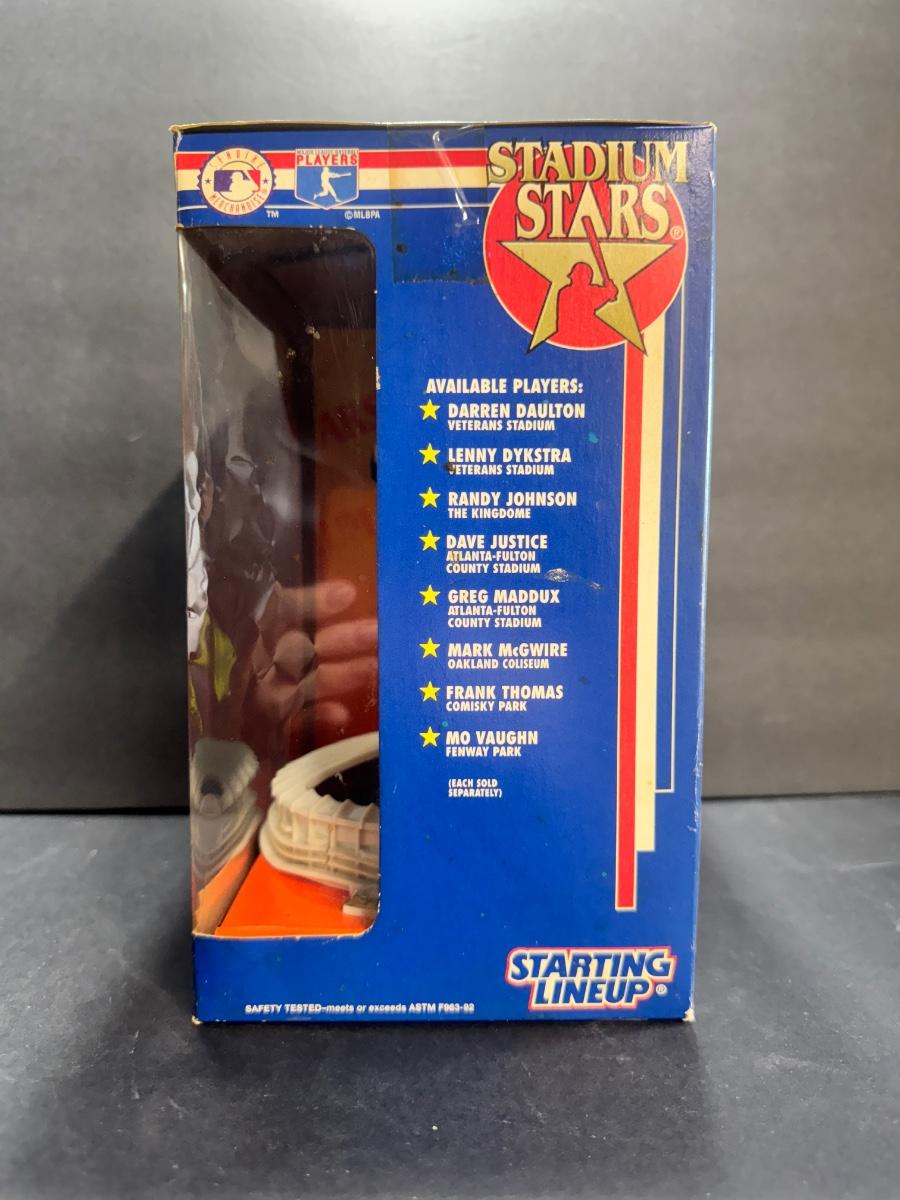 GENUINE
MERCHANDISE
TM
MAJOR LEAGUE BASEBALL
PLAYERS
©MLBPA
STADIUM
STARS®
AVAILABLE PLAYERS:
DARREN DAULTON
VETERANS STADIUM
LENNY DYKSTRA
VETERANS STADIUM
RANDY JOHNSON
THE KINGDOME
DAVE JUSTICE
ATLANTA-FULTON
COUNTY STADIUM
GREG MADDUX
ATLANTA-FULTON
COUNTY STADIUM
MARK McGWIRE
OAKLAND COLISEUM
FRANK THOMAS
COMISKY PARK
MO VAUGHN
FENWAY PARK
(EACH SOLD
SEPARATELY)
STARTING
LINEUP®
SAFETY TESTED–meets or exceeds ASTM F963-92